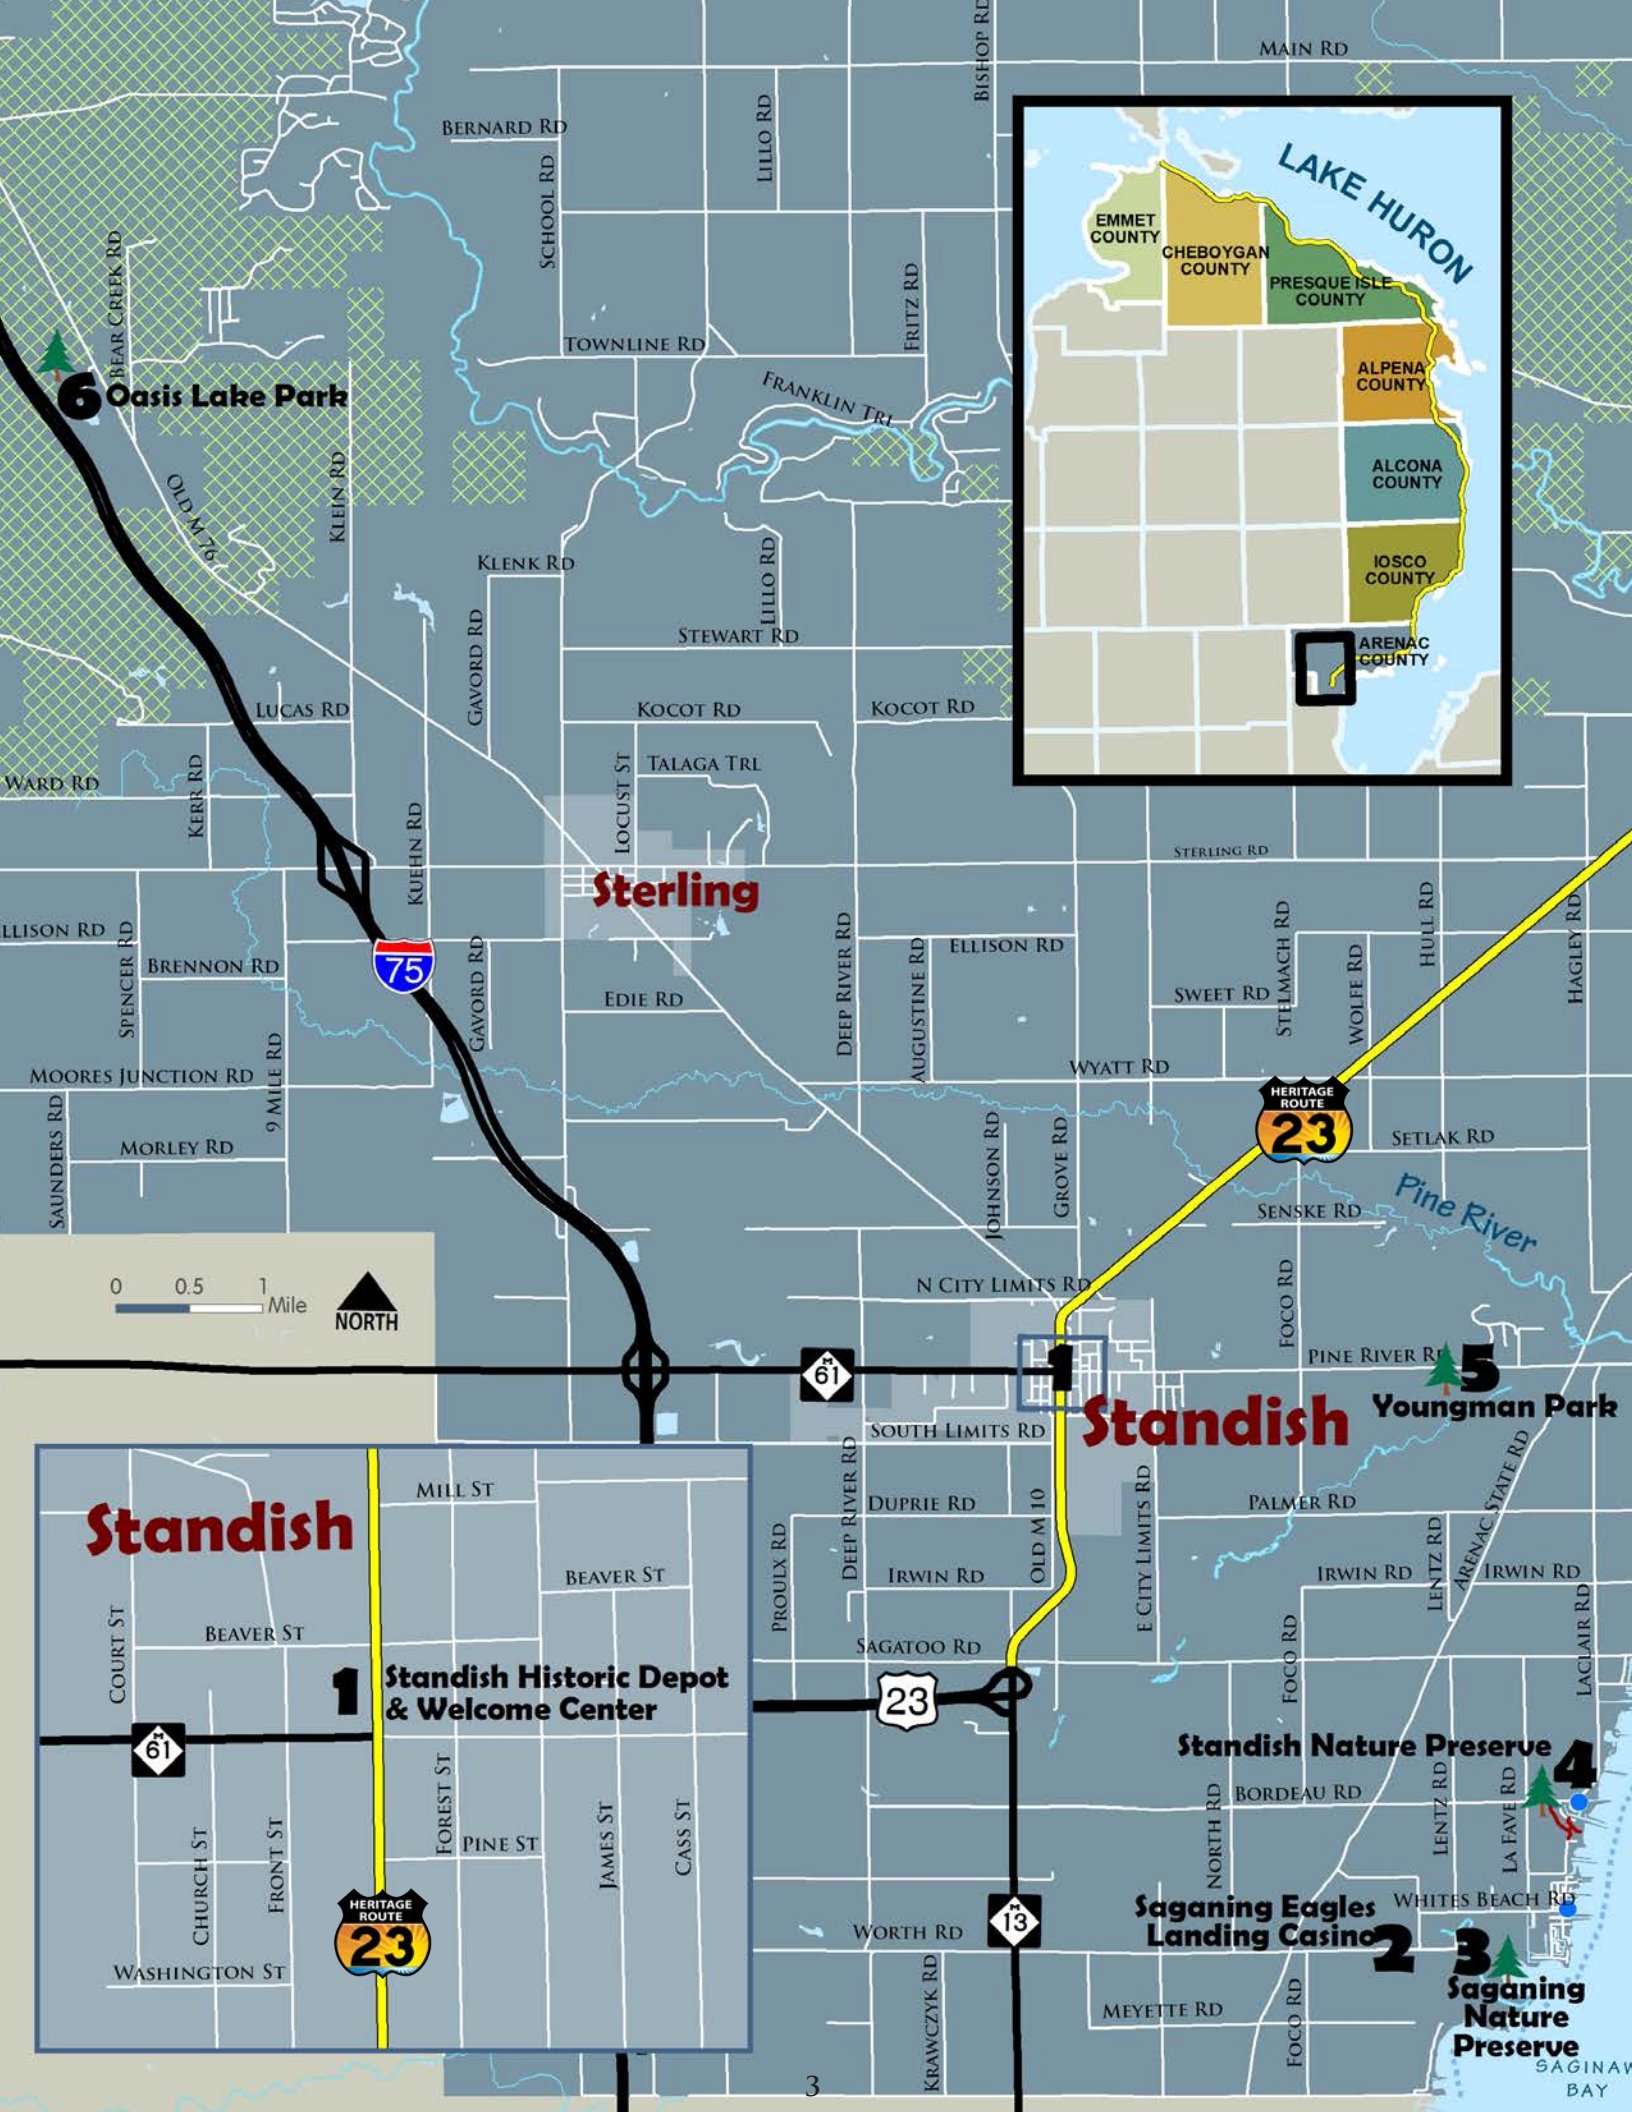 MAIN RD
BISHOP RD
BERNARD RD
SCHOOL RD
LILLO RD
LAKE HURON
EMMET
COUNTY
CHEBOYGAN
COUNTY
PRESQUE ISLE
COUNTY
ALPENA
COUNTY
ALCONA
COUNTY
IOSCO
COUNTY
ARENAC
COUNTY
BEAR CREEK RD
FRITZ RD
TOWNLINE RD
FRANKLIN TRL
6 Oasis Lake Park
OLD M 76
KLEIN RD
KLENK RD
LILLO RD
GAVORD RD
STEWART RD
LUCAS RD
KOCOT RD
KOCOT RD
WARD RD
KERR RD
LOCUST ST
TALAGA TRL
KUEHN RD
STERLING RD
Sterling
LLISON RD
SPENCER RD
BRENNON RD
75
GAVORD RD
EDIE RD
DEEP RIVER RD
AUGUSTINE RD
ELLISON RD
SWEET RD
STELMACH RD
WOLFE RD
HULL RD
HAGLEY RD
MOORES JUNCTION RD
9 MILE RD
WYATT RD
SAUNDERS RD
MORLEY RD
JOHNSON RD
GROVE RD
HERITAGE
ROUTE
23
SETLAK RD
Pine River
SENSKE RD
0 0.5 1
Mile
NORTH
N CITY LIMITS RD
FOCO RD
M
61
1
PINE RIVER RD
5
Youngman Park
Standish
SOUTH LIMITS RD
DEEP RIVER RD
DUPRIE RD
OLD M 10
E CITY LIMITS RD
PALMER RD
ARENAC STATE RD
PROULX RD
IRWIN RD
IRWIN RD
LENTZ RD
IRWIN RD
SAGATOO RD
FOCO RD
LACLAIR RD
23
Standish
MILL ST
BEAVER ST
COURT ST
BEAVER ST
1 Standish Historic Depot
& Welcome Center
M
61
FOREST ST
PINE ST
JAMES ST
CASS ST
CHURCH ST
FRONT ST
HERITAGE
ROUTE
23
WASHINGTON ST
Standish Nature Preserve 4
BORDEAU RD
NORTH RD
LENTZ RD
LA FAVE RD
WHITES BEACH RD
Saganing Eagles
Landing Casino 2
M
13
WORTH RD
3
Saganing
Nature
Preserve
KRAWCZYK RD
MEYETTE RD
FOCO RD
SAGINAW
BAY
3